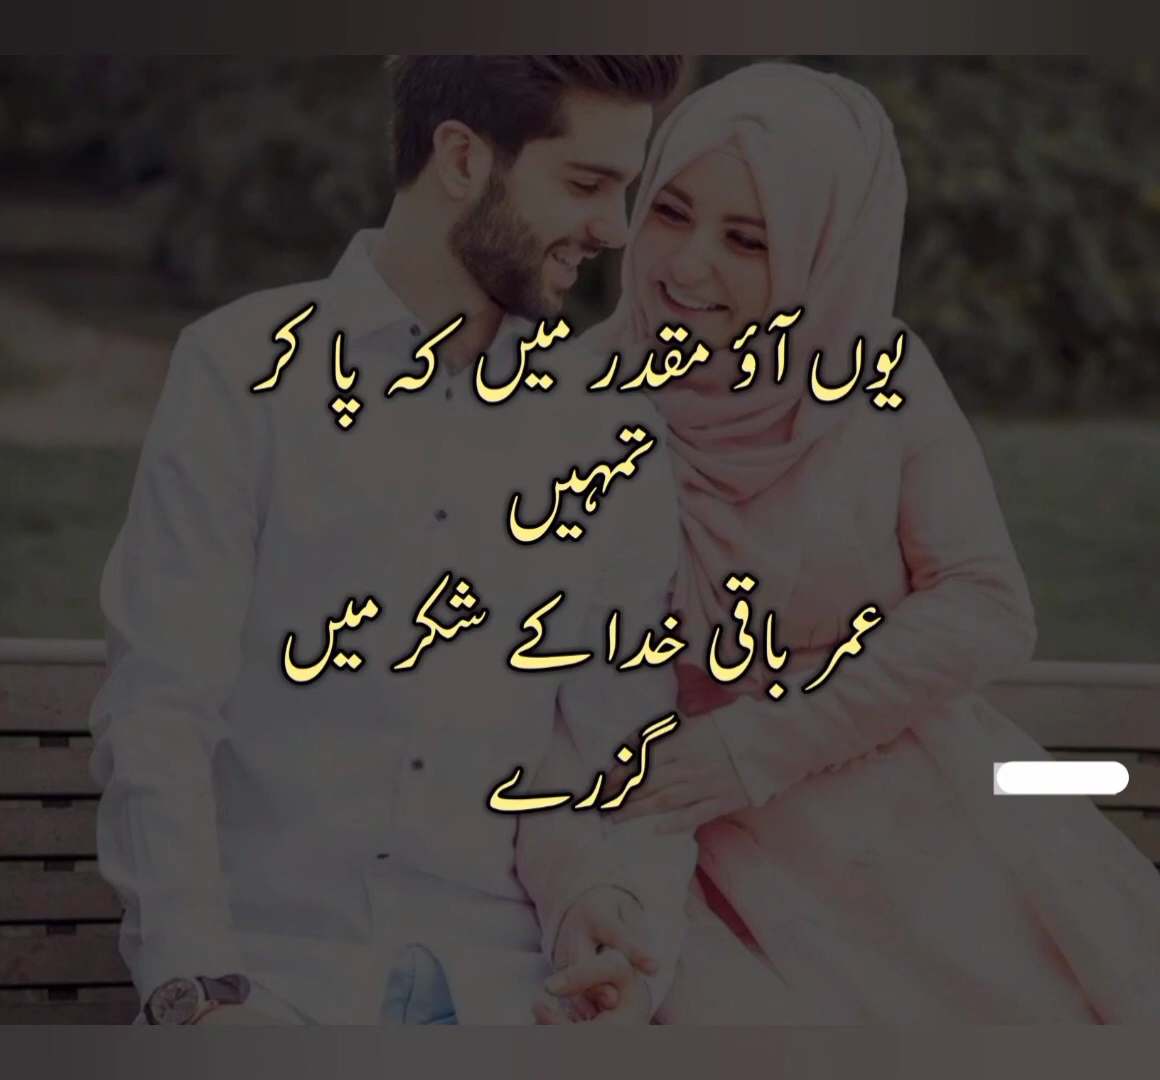 یوں آؤ مقدر میں کہ پا کر
تمہیں
عمر باقی خدا کے شکر میں
گزرے